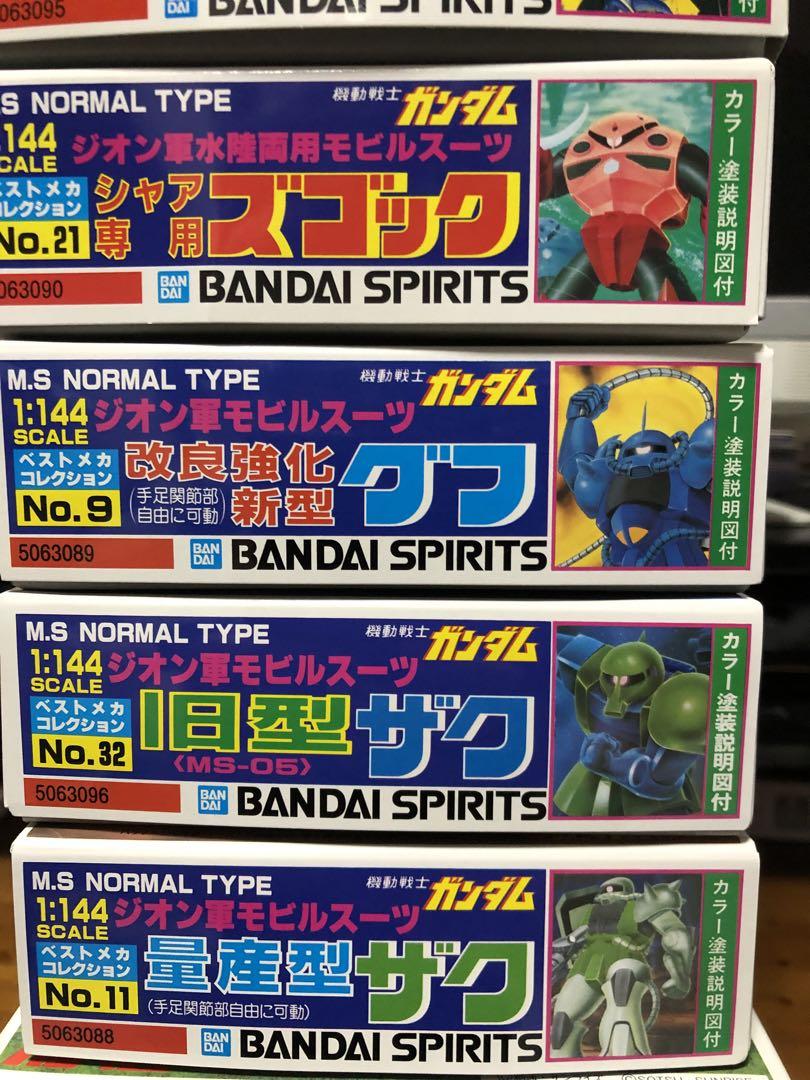 063095
BAN
DAI
BANDAI SPIRITS
付
M.S NORMAL TYPE
機動戦士
ガンダム
:144
SCALE
ジオン軍水陸両用モビルスーツ
ベストメカ
コレクション
No.21
シャア
専用
ズゴック
063090
BAN
DAI
BANDAI SPIRITS
カラー塗装説明図付
M.S NORMAL TYPE
機動戦士
ガンダム
1:144
SCALE
ジオン軍モビルスーツ
ベストメカ
コレクション
No.9
改良強化
(手足関節部
自由に可動)
新型
グフ
5063089
BAN
DAI
BANDAI SPIRITS
カラー塗装説明図付
M.S NORMAL TYPE
機動戦士
ガンダム
1:144
SCALE
ジオン軍モビルスーツ
ベストメカ
コレクション
No.32
旧型
〈MS-05〉
ザク
5063096
BAN
DAI
BANDAI SPIRITS
カラー塗装説明図付
M.S NORMAL TYPE
機動戦士
ガンダム
1:144
SCALE
ジオン軍モビルスーツ
ベストメカ
コレクション
No.11
量産型
(手足関節部自由に可動)
ザク
5063088
BAN
DAI
BANDAI SPIRITS
カラー塗装説明図付